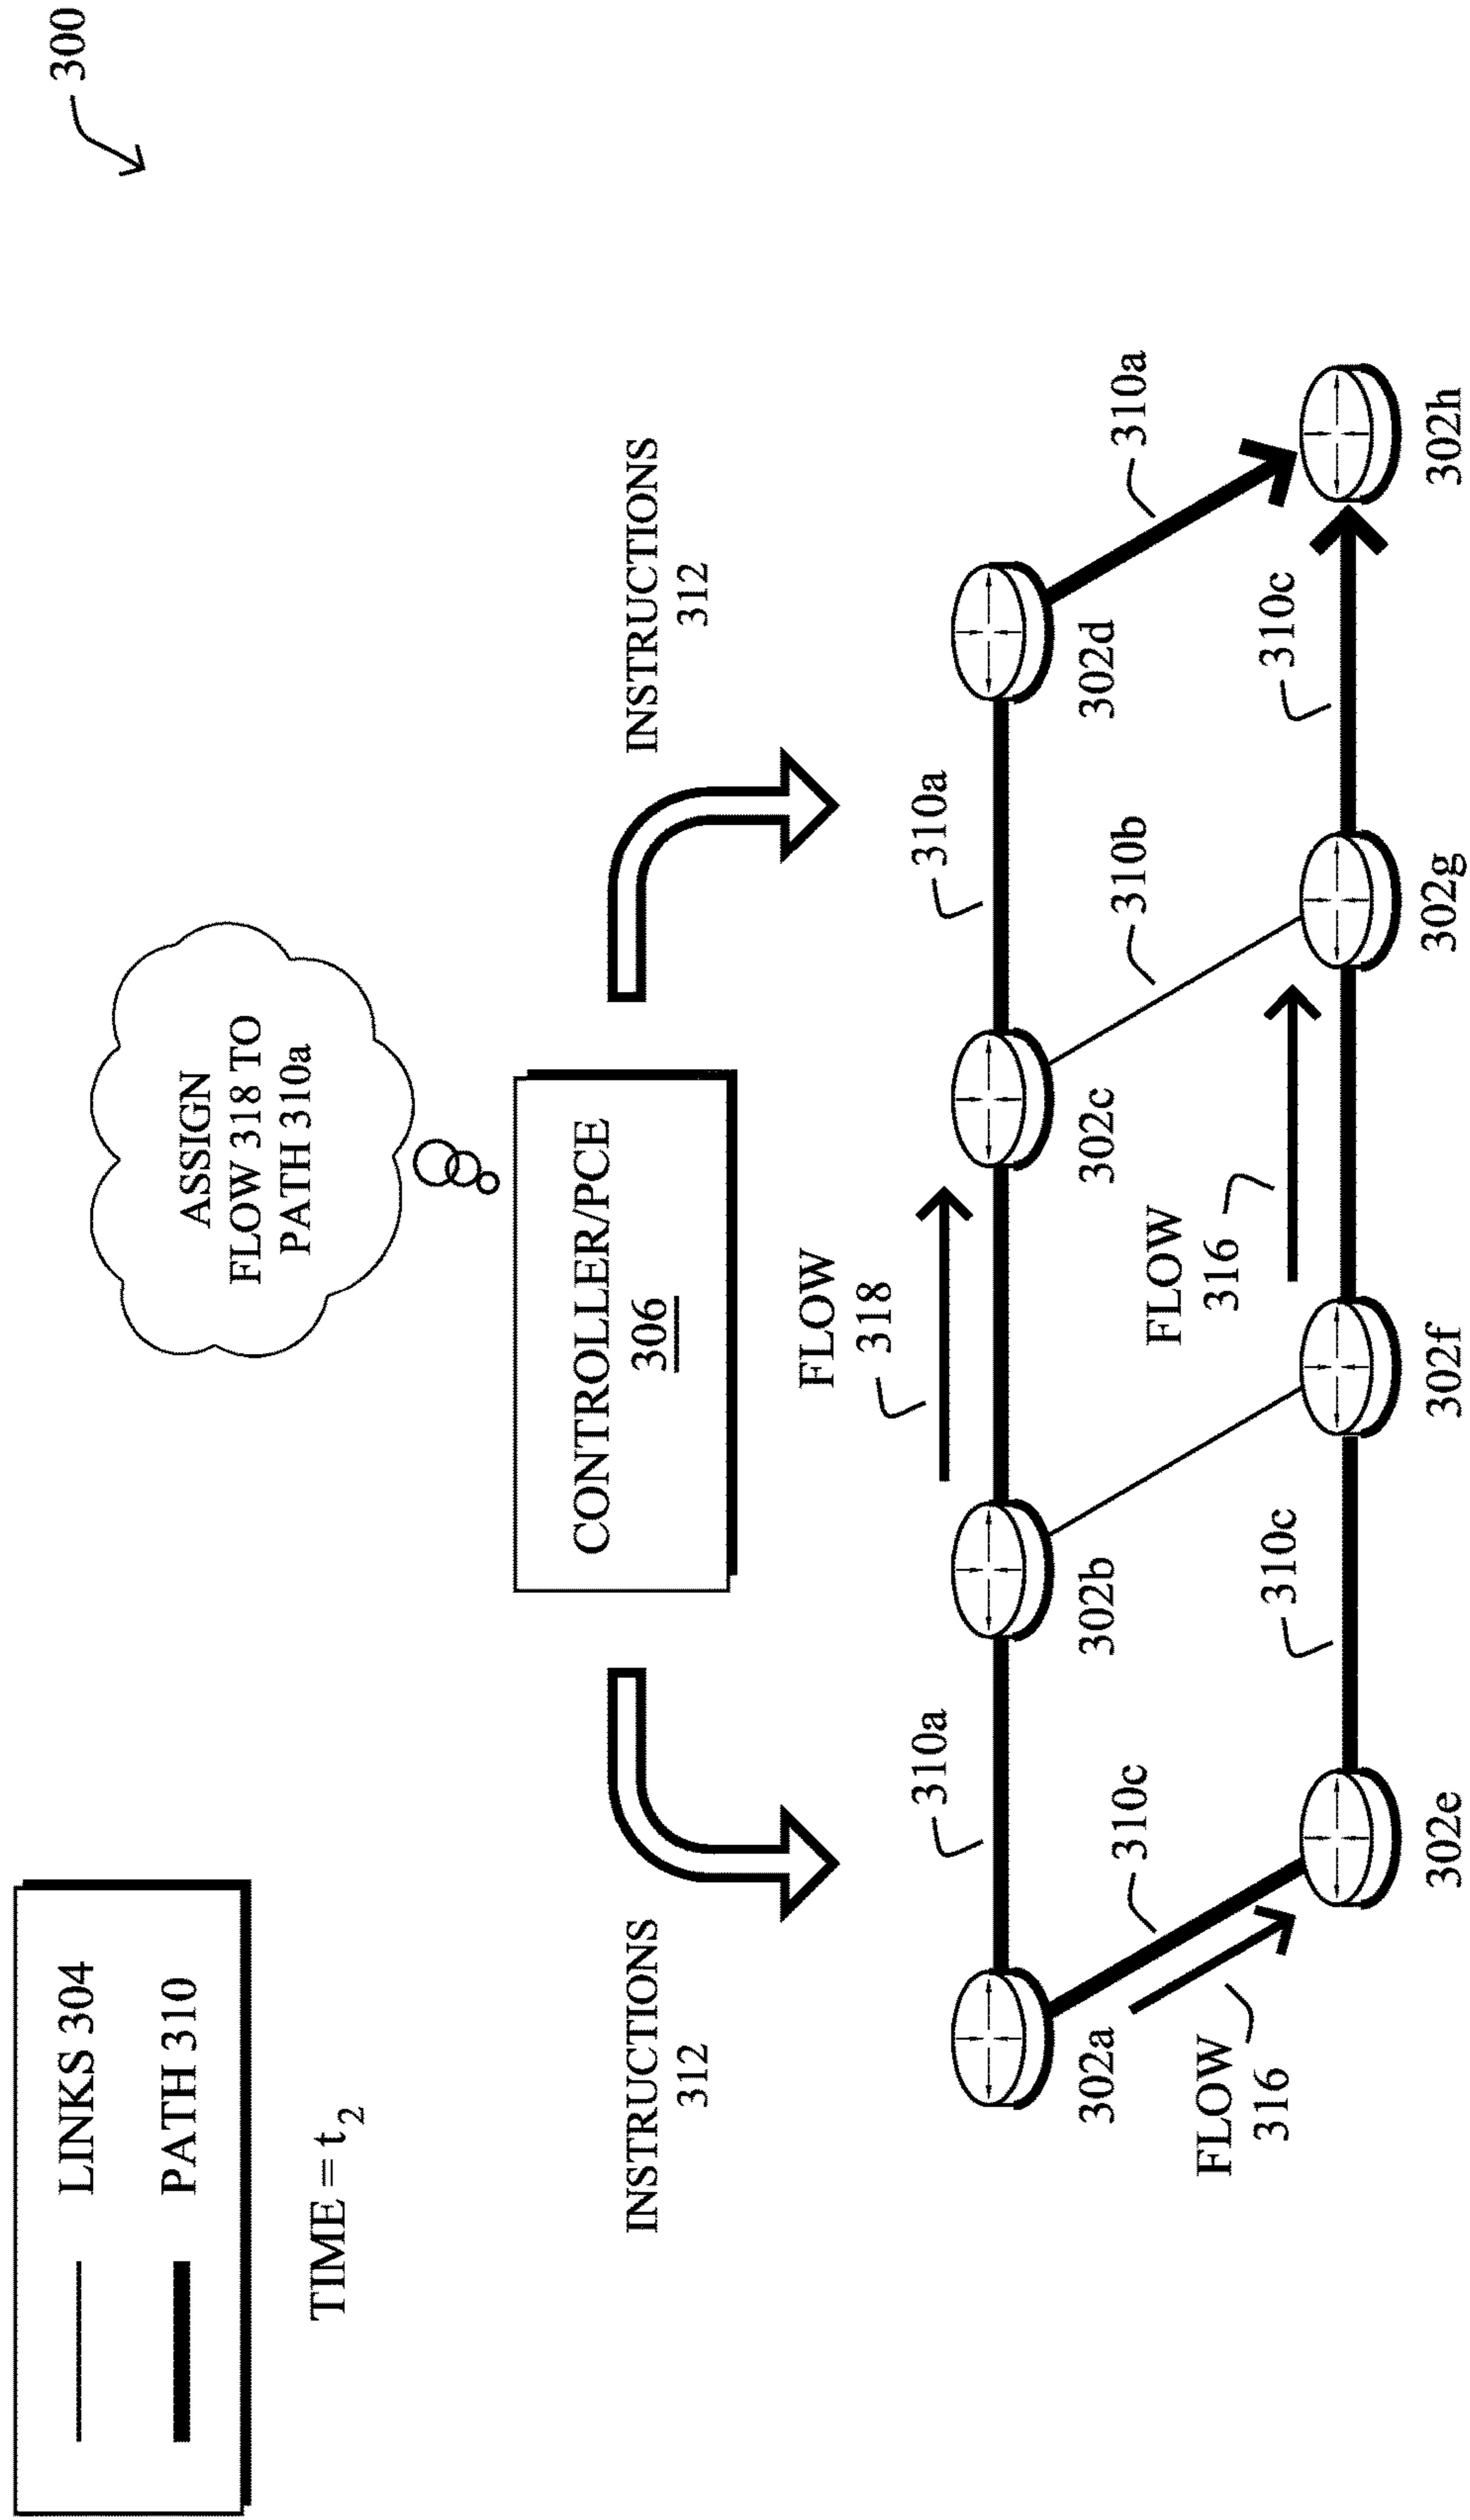 300
LINKS 304
PATH 310
TIME = t2
ASSIGN
FLOW 318 TO
PATH 310a
CONTROLLER/PCE
306
INSTRUCTIONS
312
INSTRUCTIONS
312
FLOW
318
310a
310a
310a
302a
302b
302c
302d
310c
310b
FLOW
316
FLOW
316
310c
310c
302e
302f
302g
302h